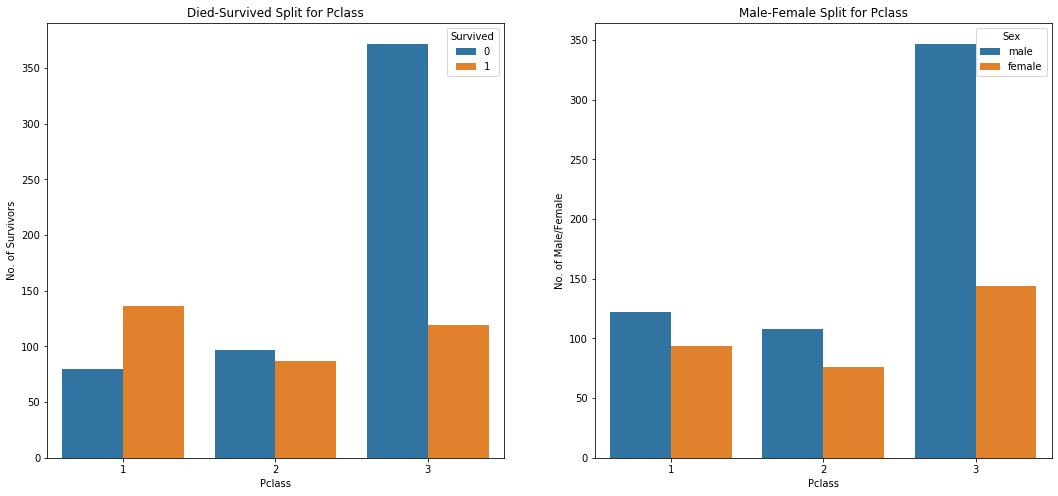 Died-Survived Split for Pclass
No. of Survivors
350
300
250
200
150
100
50
0
1
2
3
Pclass
Survived
0
1
Male-Female Split for Pclass
No. of Male/Female
350
300
250
200
150
100
50
0
1
2
3
Pclass
Sex
male
female